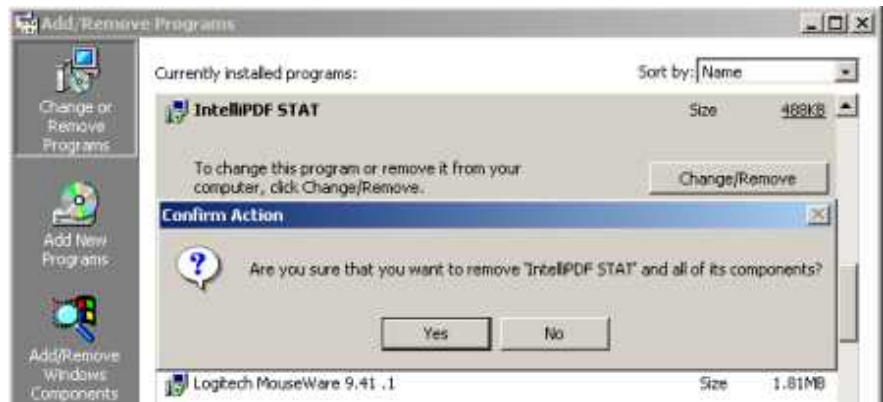 Add/Remove Programs
Change or
Remove
Programs
Currently installed programs:
Sort by: Name
IntelliPDF STAT
Size 488KB
To change this program or remove it from your
computer, click Change/Remove.
Change/Remove
Add New
Programs
Confirm Action
Are you sure that you want to remove 'IntelliPDF STAT' and all of its components?
Yes No
Add/Remove
Windows
Components
Logitech MouseWare 9.41 .1
Size 1.81MB